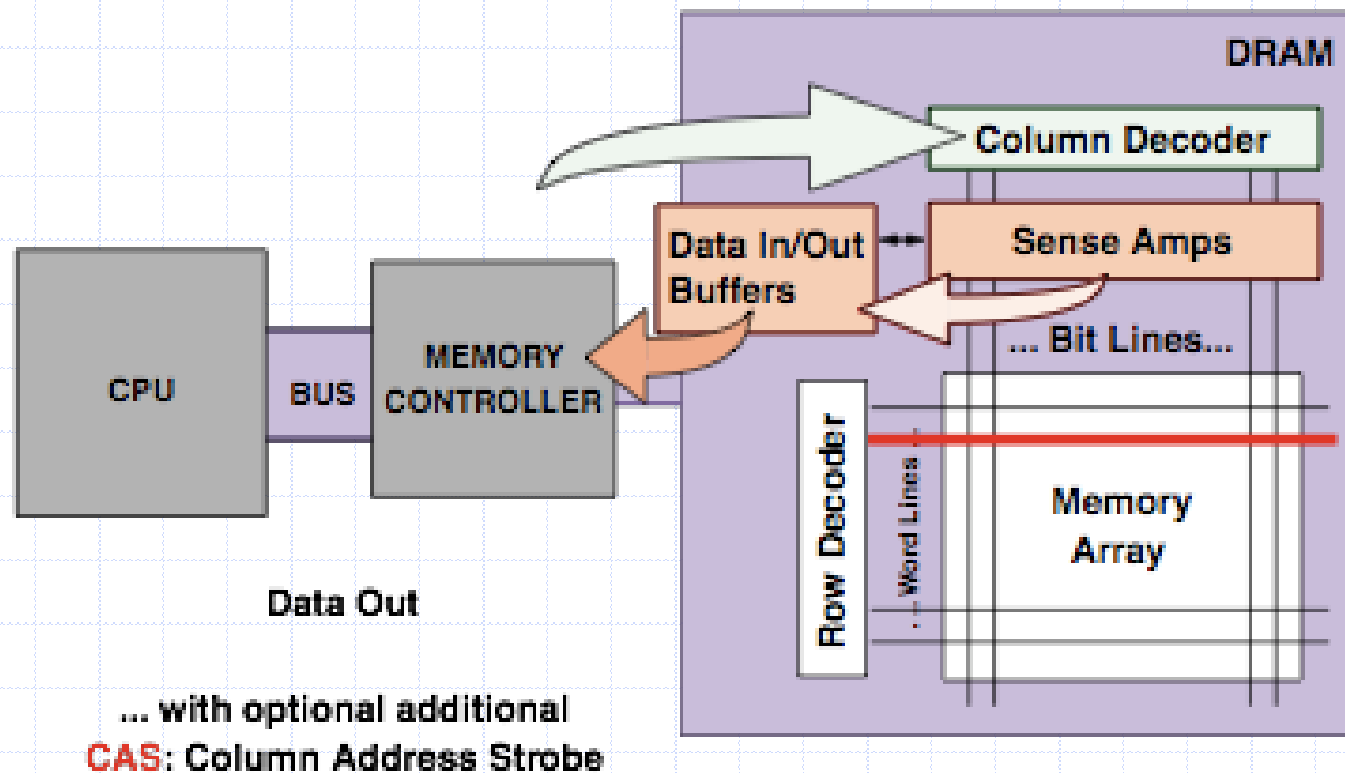 DRAM
Column Decoder
Data In/Out
Buffers
Sense Amps
... Bit Lines...
CPU
BUS
MEMORY
CONTROLLER
Row Decoder
... Word Lines ...
Memory
Array
Data Out
... with optional additional
CAS: Column Address Strobe